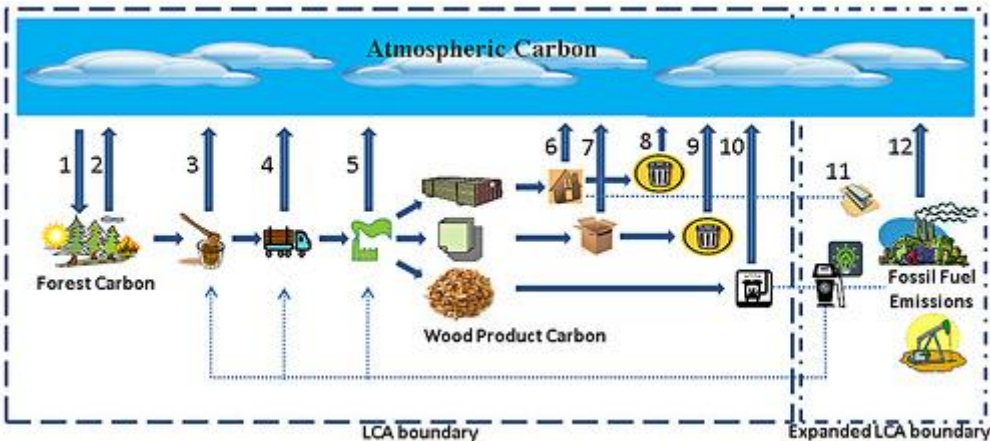 Atmospheric Carbon
1
2
3
4
5
6
7
8
9
10
11
12
Forest Carbon
Wood Product Carbon
Fossil Fuel
Emissions
LCA boundary
Expanded LCA boundary